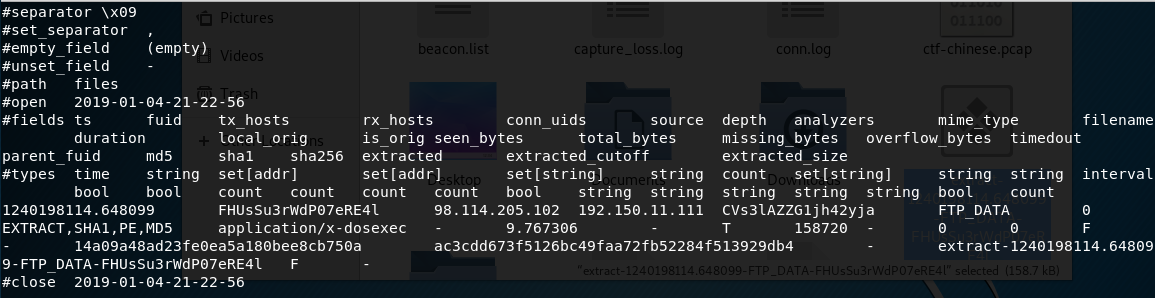 #separator \x09
#set_separator	,
#empty_field	(empty)
#unset_field	-
#path	files
#open	2019-01-04-21-22-56
#fields	ts	fuid	tx_hosts	rx_hosts	conn_uids	source	depth	analyzers	mime_type	filename
duration	local_orig	is_orig	seen_bytes	total_bytes	missing_bytes	overflow_bytes	timedout
parent_fuid	md5	sha1	sha256	extracted	extracted_cutoff	extracted_size
#types	time	string	set[addr]	set[addr]	set[string]	string	count	set[string]	string	string	interval
bool	bool	count	count	count	count	bool	string	string	string	string	string	bool	count
1240198114.648099	FHUsSu3rWdP07eRE4l	98.114.205.102	192.150.11.111	CVs3lAZZG1jh42yja	FTP_DATA	0
EXTRACT,SHA1,PE,MD5	application/x-dosexec	-	9.767306	-	T	158720	-	0	0	F
-	14a09a48ad23fe0ea5a180bee8cb750a	ac3cdd673f5126bc49faa72fb52284f513929db4	-	extract-1240198114.64809
9-FTP_DATA-FHUsSu3rWdP07eRE4l	F	-
#close	2019-01-04-21-22-56
Pictures
Videos
Trash
beacon.list
capture_loss.log
conn.log
ctf-chinese.pcap
Desktop
Documents
Downloads
"extract-1240198114.648099-FTP_DATA-FHUsSu3rWdP07eRE4l" selected (158.7 kB)